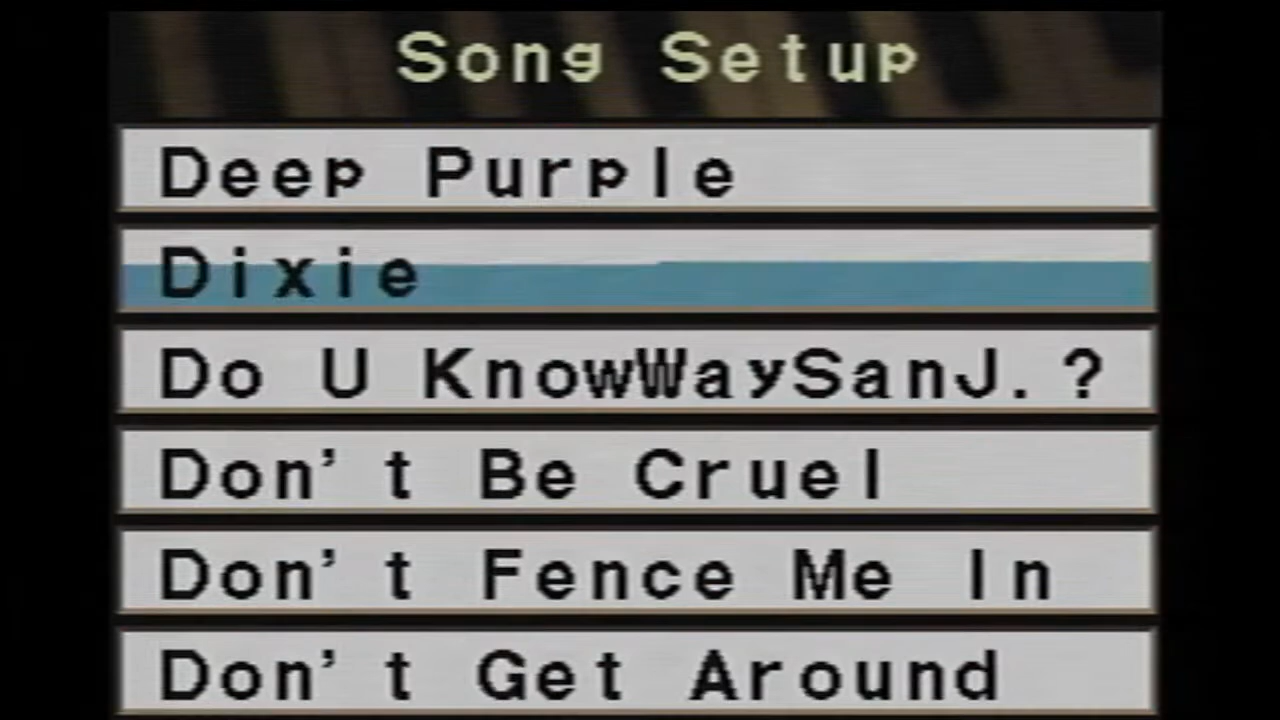 Song Setup
Deep Purple
Dixie
Do U KnowWaySanJ.?
Don't Be Cruel
Don't Fence Me In
Don't Get Around